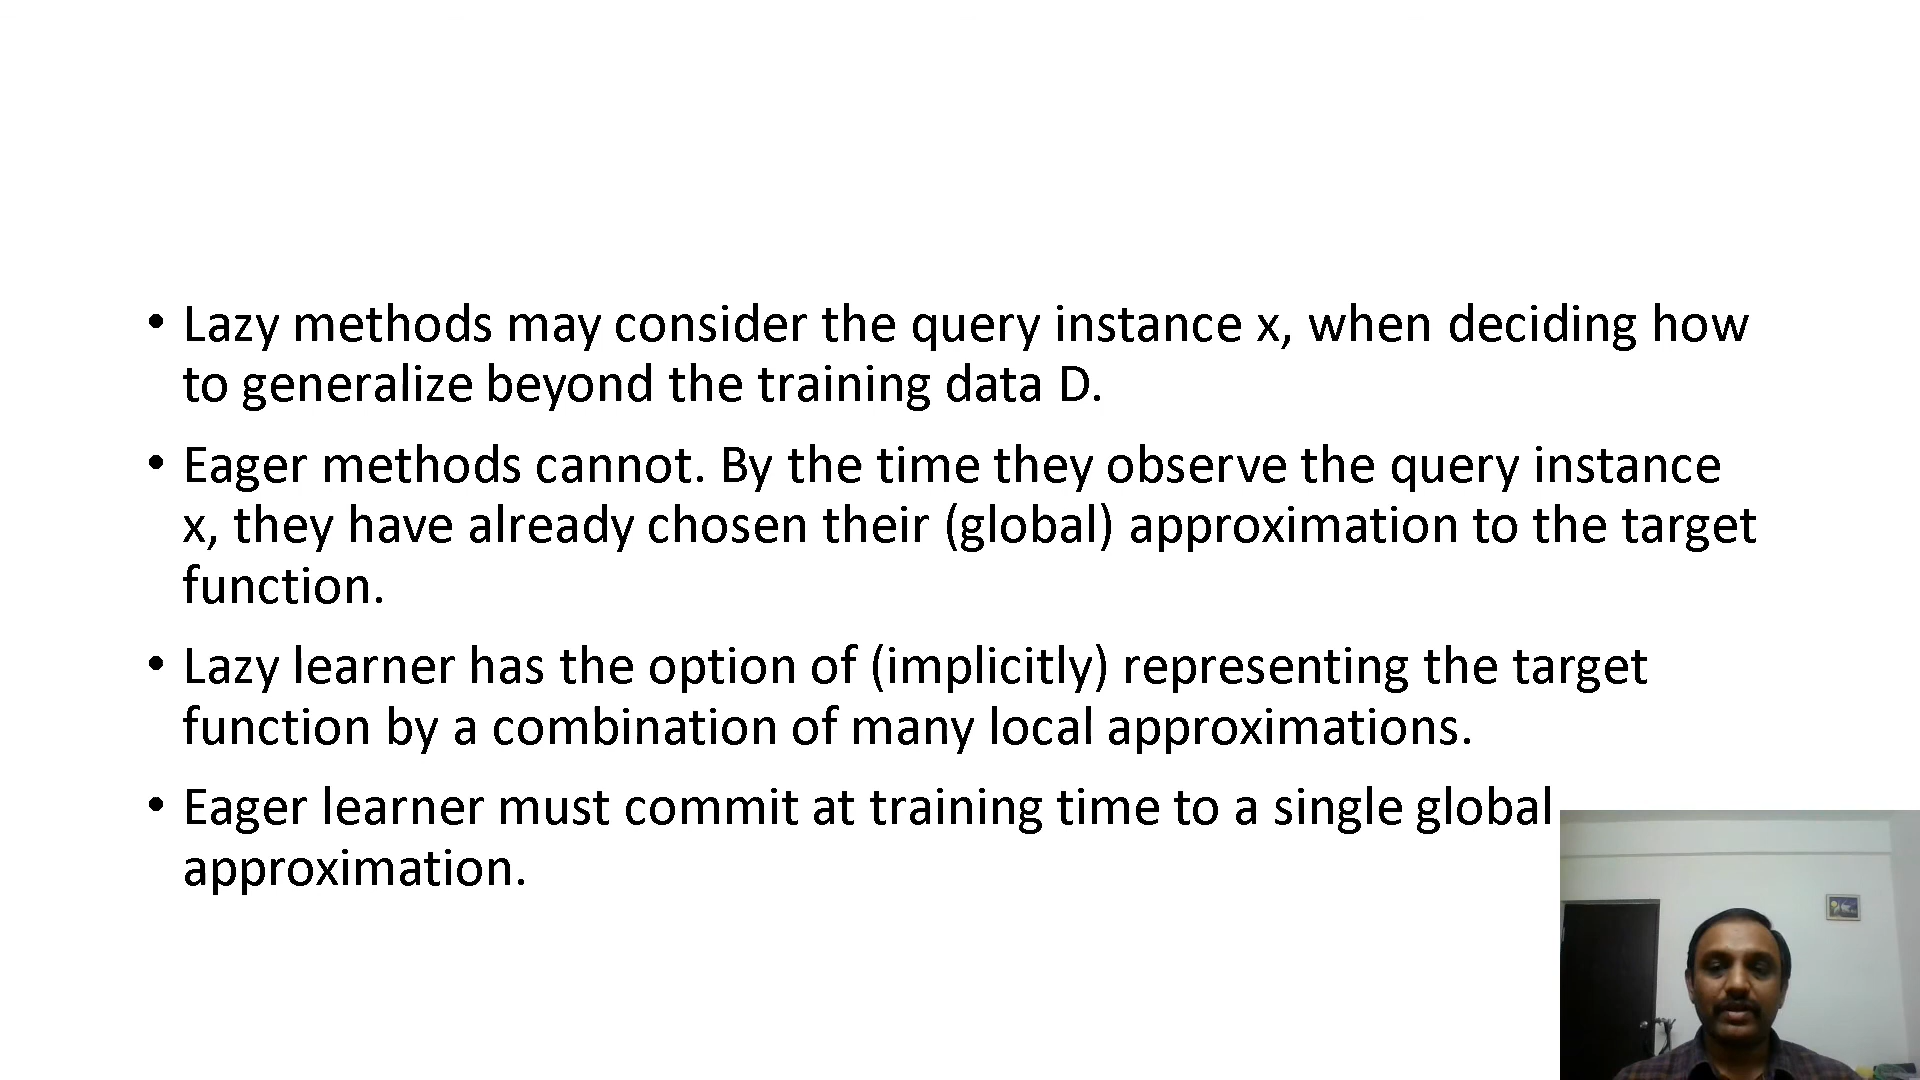 • Lazy methods may consider the query instance x, when deciding how
to generalize beyond the training data D.
• Eager methods cannot. By the time they observe the query instance
x, they have already chosen their (global) approximation to the target
function.
• Lazy learner has the option of (implicitly) representing the target
function by a combination of many local approximations.
• Eager learner must commit at training time to a single global
approximation.